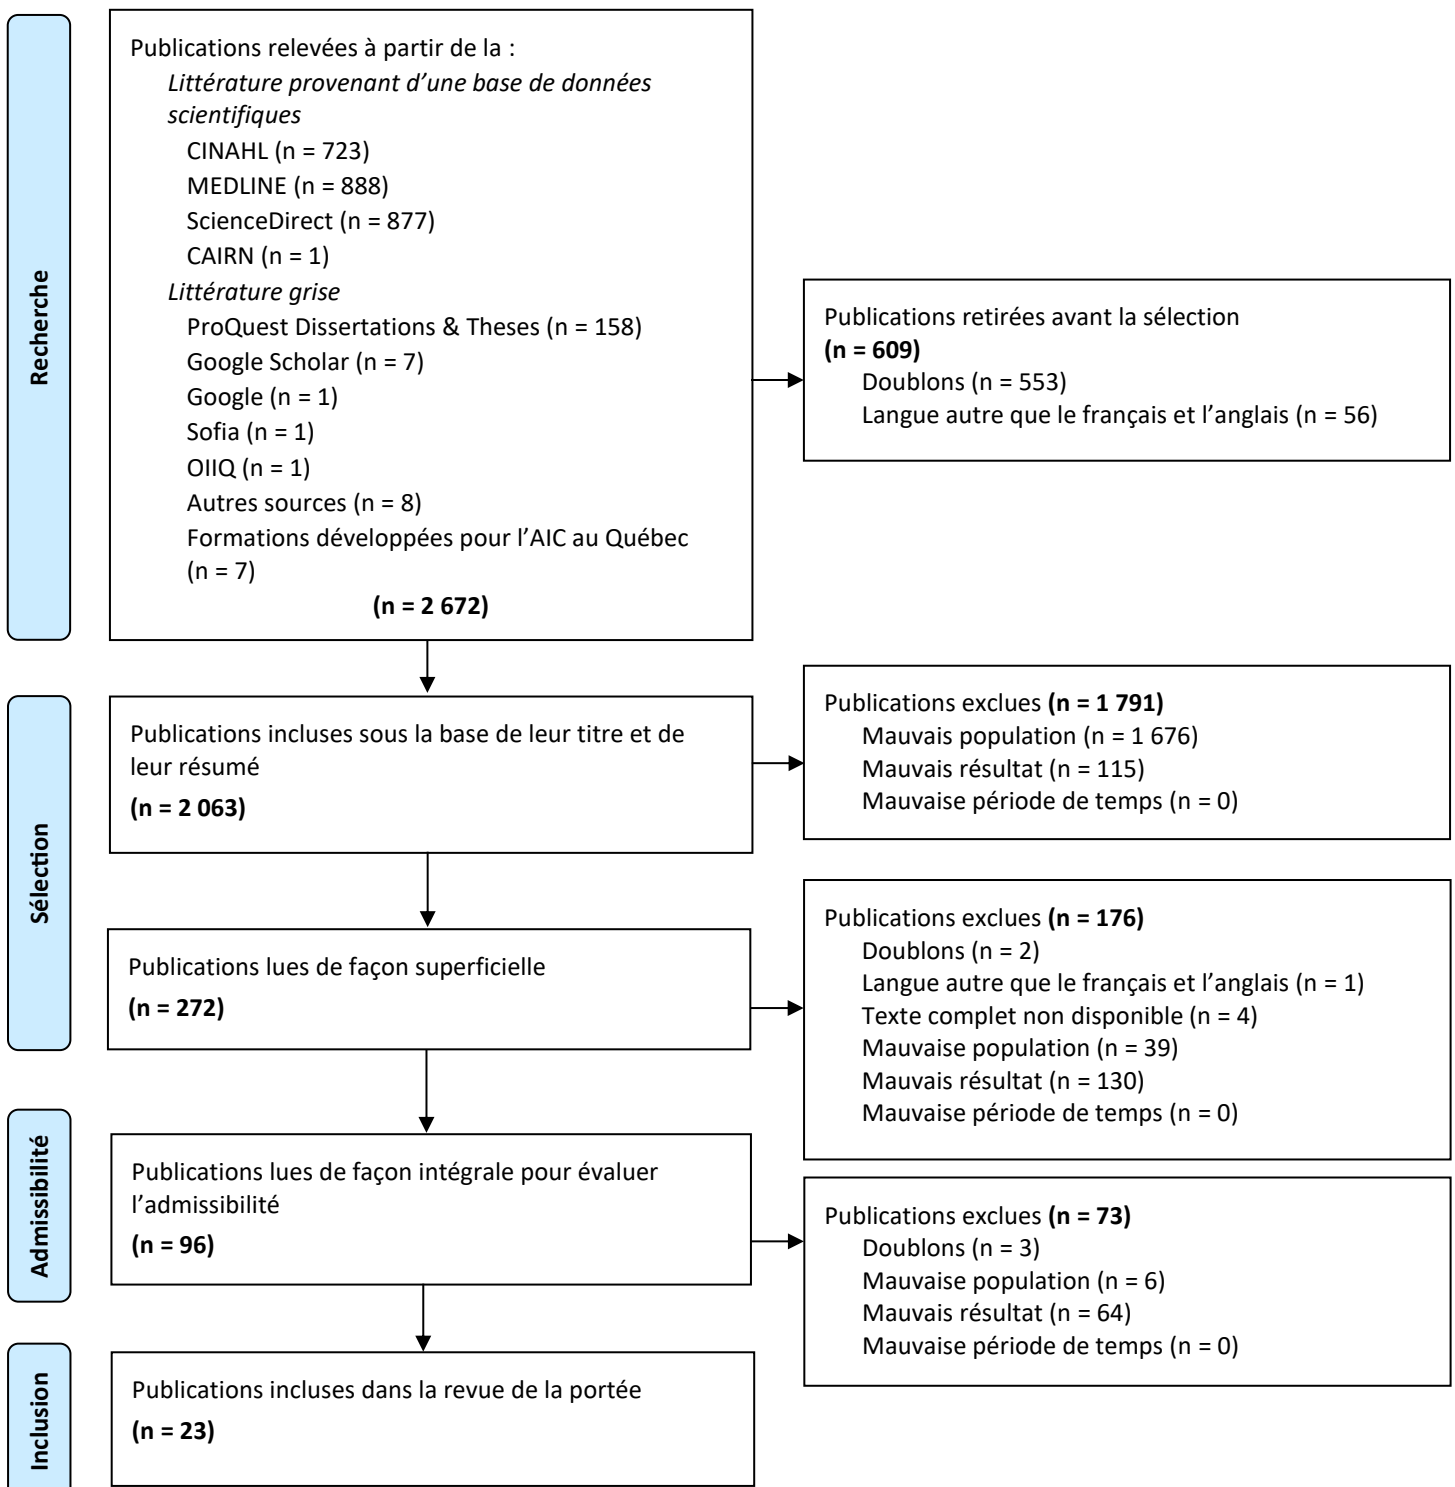 Recherche
Publications relevées à partir de la :
Littérature provenant d’une base de données
scientifiques
CINAHL (n = 723)
MEDLINE (n = 888)
ScienceDirect (n = 877)
CAIRN (n = 1)
Littérature grise
ProQuest Dissertations & Theses (n = 158)
Google Scholar (n = 7)
Google (n = 1)
Sofia (n = 1)
OIIQ (n = 1)
Autres sources (n = 8)
Formations développées pour l’AIC au Québec
(n = 7)
(n = 2 672)
Publications retirées avant la sélection
(n = 609)
Doublons (n = 553)
Langue autre que le français et l’anglais (n = 56)
Sélection
Publications incluses sous la base de leur titre et de
leur résumé
(n = 2 063)
Publications exclues (n = 1 791)
Mauvais population (n = 1 676)
Mauvais résultat (n = 115)
Mauvaise période de temps (n = 0)
Publications lues de façon superficielle
(n = 272)
Publications exclues (n = 176)
Doublons (n = 2)
Langue autre que le français et l’anglais (n = 1)
Texte complet non disponible (n = 4)
Mauvaise population (n = 39)
Mauvais résultat (n = 130)
Mauvaise période de temps (n = 0)
Admissibilité
Publications lues de façon intégrale pour évaluer
l’admissibilité
(n = 96)
Publications exclues (n = 73)
Doublons (n = 3)
Mauvaise population (n = 6)
Mauvais résultat (n = 64)
Mauvaise période de temps (n = 0)
Inclusion
Publications incluses dans la revue de la portée
(n = 23)